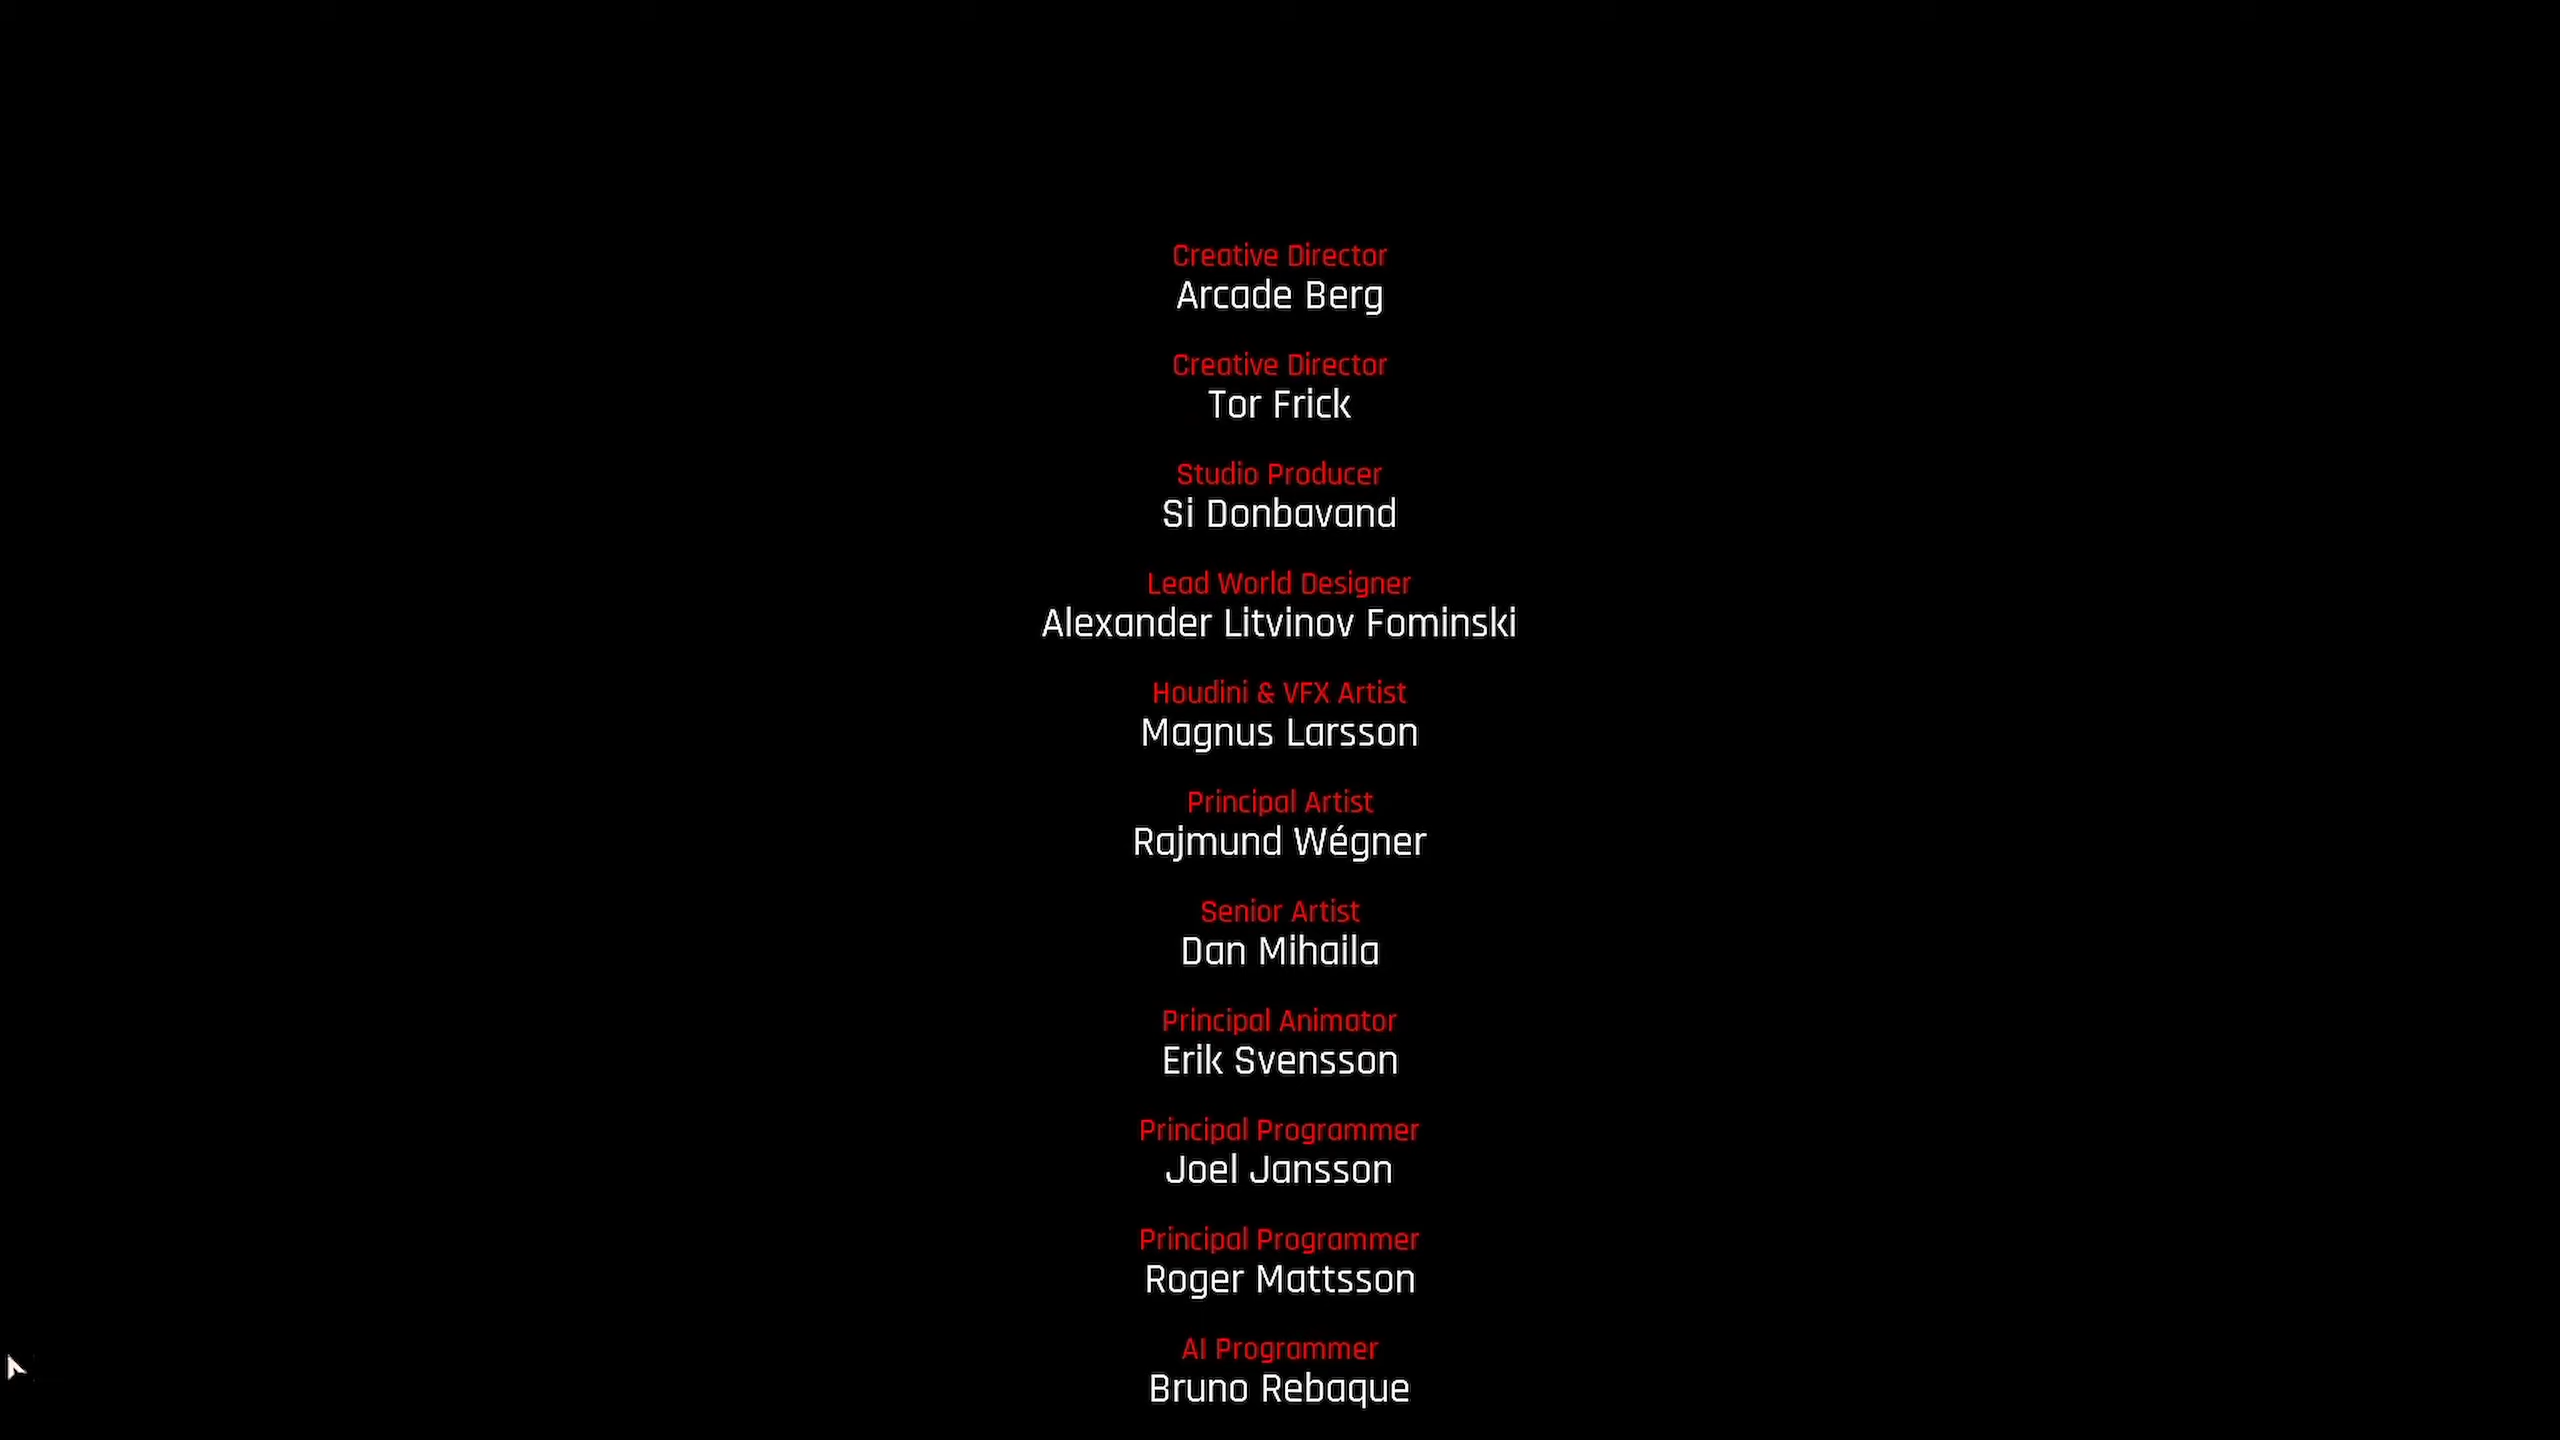 Creative Director
Arcade Berg
Creative Director
Tor Frick
Studio Producer
Si Donbavand
Lead World Designer
Alexander Litvinov Fominski
Houdini & VFX Artist
Magnus Larsson
Principal Artist
Rajmund Wégner
Senior Artist
Dan Mihaila
Principal Animator
Erik Svensson
Principal Programmer
Joel Jansson
Principal Programmer
Roger Mattsson
AI Programmer
Bruno Rebaque